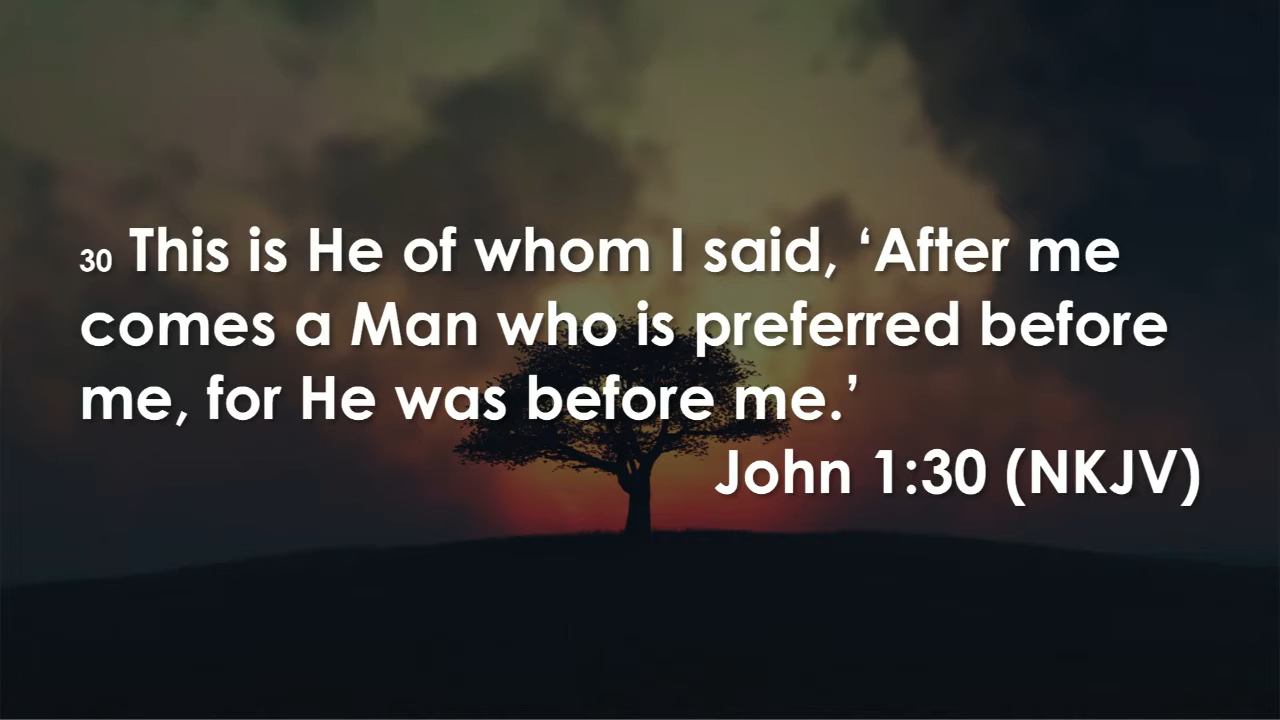 30 This is He of whom I said, ‘After me
comes a Man who is preferred before
me, for He was before me.’
John 1:30 (NKJV)